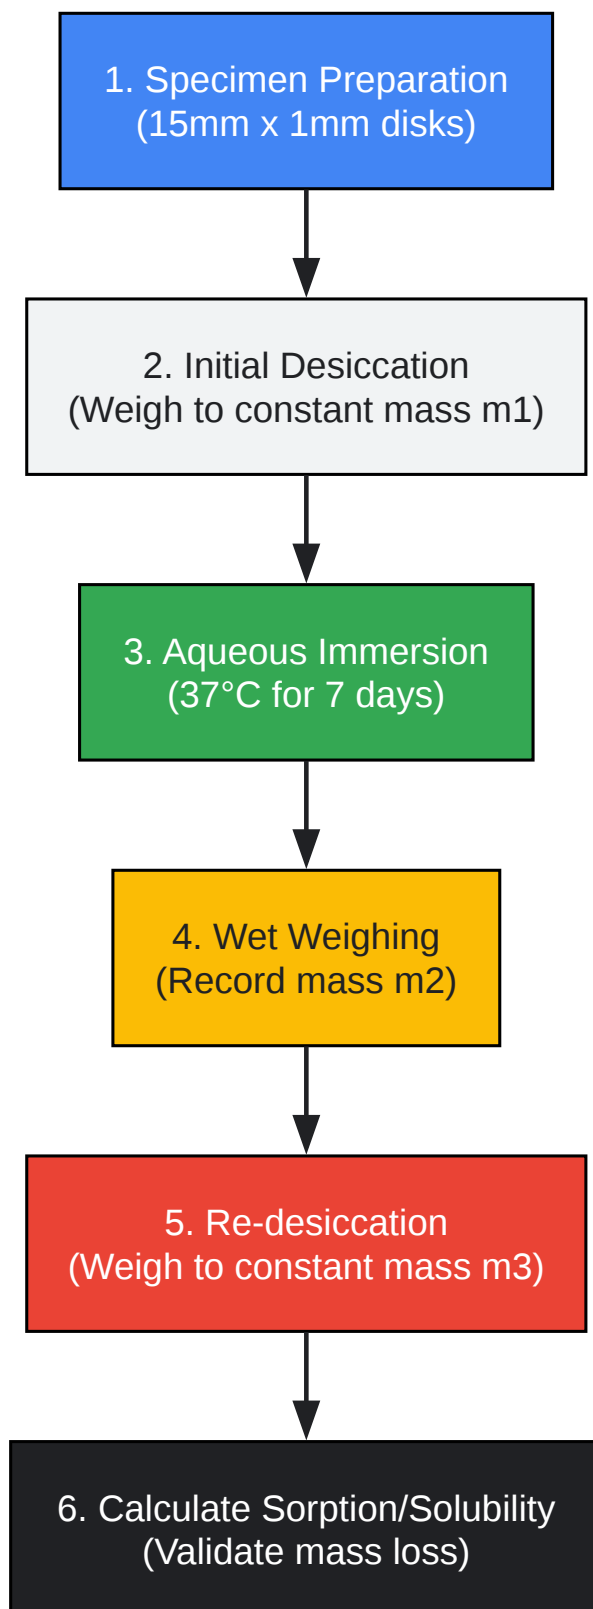 1. Specimen Preparation
(15mm x 1mm disks)
2. Initial Desiccation
(Weigh to constant mass m1)
3. Aqueous Immersion
(37°C for 7 days)
4. Wet Weighing
(Record mass m2)
5. Re-desiccation
(Weigh to constant mass m3)
6. Calculate Sorption/Solubility
(Validate mass loss)